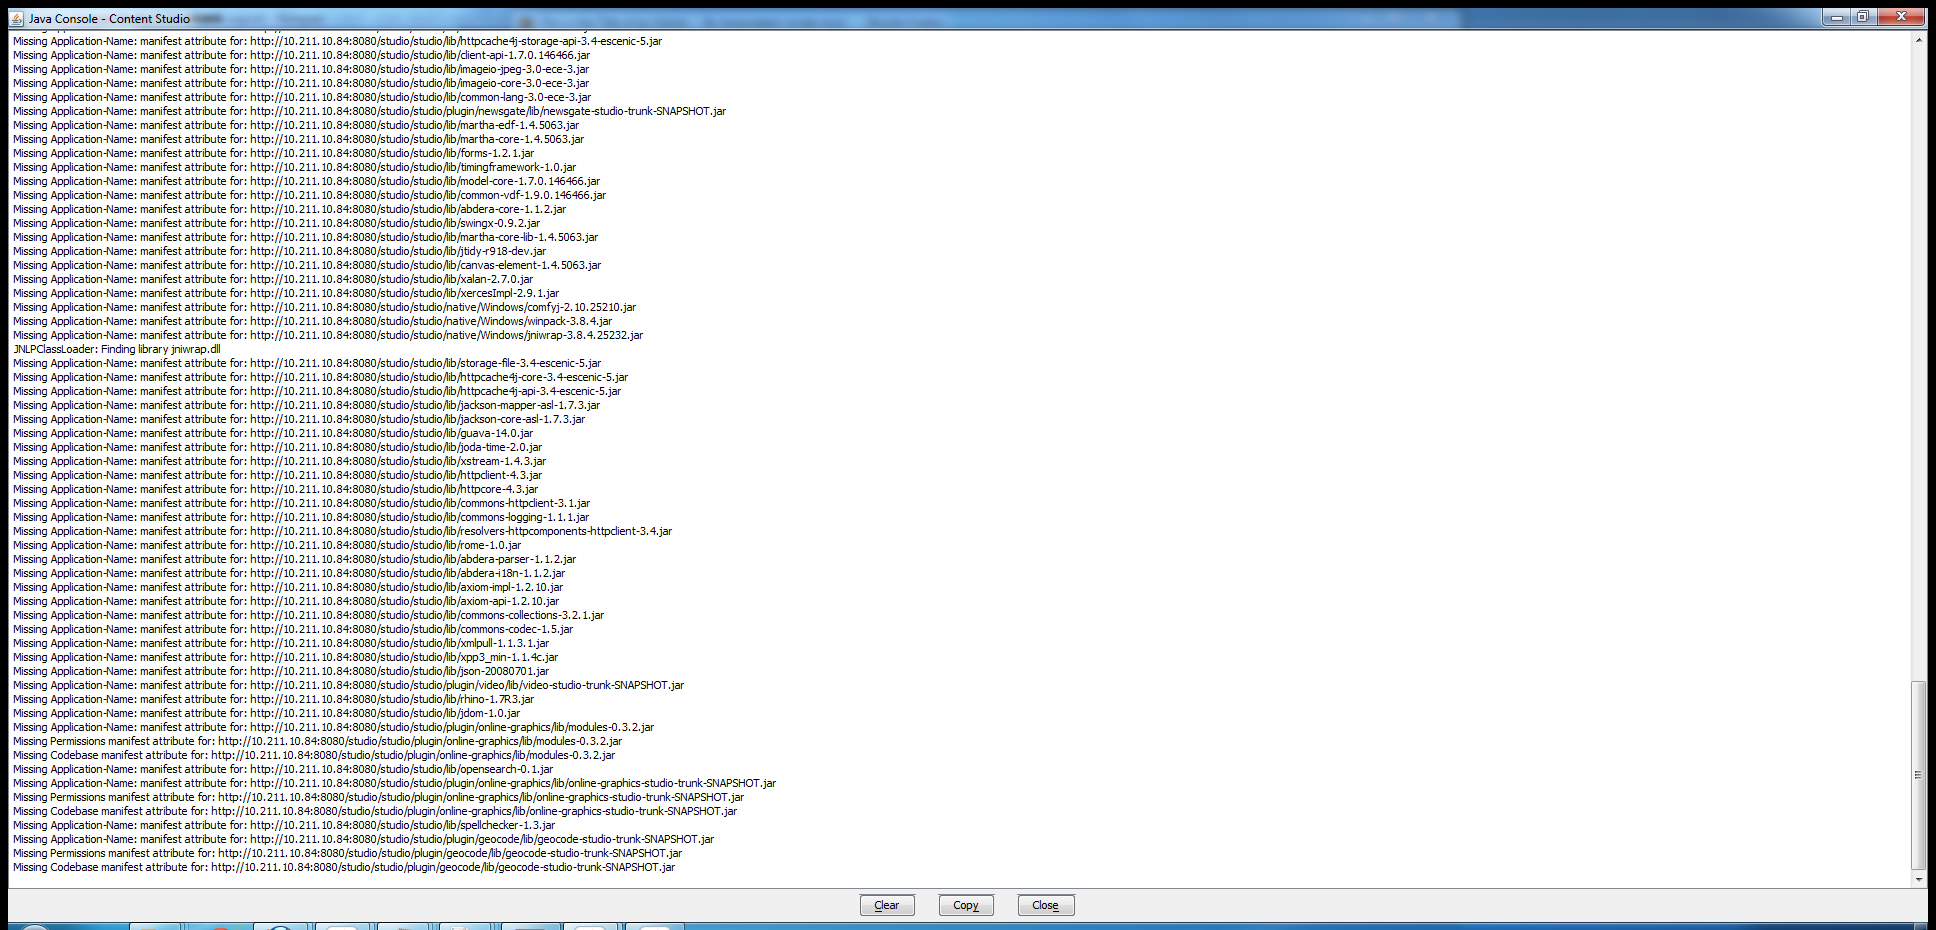 Java Console - Content Studio
Missing Application-Name: manifest attribute for: http://10.211.10.84:8080/studio/studio/lib/httpcache4j-storage-api-3.4-escenic-5.jar
Missing Application-Name: manifest attribute for: http://10.211.10.84:8080/studio/studio/lib/client-api-1.7.0.146466.jar
Missing Application-Name: manifest attribute for: http://10.211.10.84:8080/studio/studio/lib/imageio-jpeg-3.0-ece-3.jar
Missing Application-Name: manifest attribute for: http://10.211.10.84:8080/studio/studio/lib/imageio-core-3.0-ece-3.jar
Missing Application-Name: manifest attribute for: http://10.211.10.84:8080/studio/studio/lib/common-lang-3.0-ece-3.jar
Missing Application-Name: manifest attribute for: http://10.211.10.84:8080/studio/studio/plugin/newsgate/lib/newsgate-studio-trunk-SNAPSHOT.jar
Missing Application-Name: manifest attribute for: http://10.211.10.84:8080/studio/studio/lib/martha-edf-1.4.5063.jar
Missing Application-Name: manifest attribute for: http://10.211.10.84:8080/studio/studio/lib/martha-core-1.4.5063.jar
Missing Application-Name: manifest attribute for: http://10.211.10.84:8080/studio/studio/lib/forms-1.2.1.jar
Missing Application-Name: manifest attribute for: http://10.211.10.84:8080/studio/studio/lib/timingframework-1.0.jar
Missing Application-Name: manifest attribute for: http://10.211.10.84:8080/studio/studio/lib/model-core-1.7.0.146466.jar
Missing Application-Name: manifest attribute for: http://10.211.10.84:8080/studio/studio/lib/common-vdf-1.9.0.146466.jar
Missing Application-Name: manifest attribute for: http://10.211.10.84:8080/studio/studio/lib/abdera-core-1.1.2.jar
Missing Application-Name: manifest attribute for: http://10.211.10.84:8080/studio/studio/lib/swingx-0.9.2.jar
Missing Application-Name: manifest attribute for: http://10.211.10.84:8080/studio/studio/lib/martha-core-lib-1.4.5063.jar
Missing Application-Name: manifest attribute for: http://10.211.10.84:8080/studio/studio/lib/jtidy-r918-dev.jar
Missing Application-Name: manifest attribute for: http://10.211.10.84:8080/studio/studio/lib/canvas-element-1.4.5063.jar
Missing Application-Name: manifest attribute for: http://10.211.10.84:8080/studio/studio/lib/xalan-2.7.0.jar
Missing Application-Name: manifest attribute for: http://10.211.10.84:8080/studio/studio/lib/xercesImpl-2.9.1.jar
Missing Application-Name: manifest attribute for: http://10.211.10.84:8080/studio/studio/native/Windows/comfyj-2.10.25210.jar
Missing Application-Name: manifest attribute for: http://10.211.10.84:8080/studio/studio/native/Windows/winpack-3.8.4.jar
Missing Application-Name: manifest attribute for: http://10.211.10.84:8080/studio/studio/native/Windows/jniwrap-3.8.4.25232.jar
JNLPClassLoader: Finding library jniwrap.dll
Missing Application-Name: manifest attribute for: http://10.211.10.84:8080/studio/studio/lib/storage-file-3.4-escenic-5.jar
Missing Application-Name: manifest attribute for: http://10.211.10.84:8080/studio/studio/lib/httpcache4j-core-3.4-escenic-5.jar
Missing Application-Name: manifest attribute for: http://10.211.10.84:8080/studio/studio/lib/httpcache4j-api-3.4-escenic-5.jar
Missing Application-Name: manifest attribute for: http://10.211.10.84:8080/studio/studio/lib/jackson-mapper-asl-1.7.3.jar
Missing Application-Name: manifest attribute for: http://10.211.10.84:8080/studio/studio/lib/jackson-core-asl-1.7.3.jar
Missing Application-Name: manifest attribute for: http://10.211.10.84:8080/studio/studio/lib/guava-14.0.jar
Missing Application-Name: manifest attribute for: http://10.211.10.84:8080/studio/studio/lib/joda-time-2.0.jar
Missing Application-Name: manifest attribute for: http://10.211.10.84:8080/studio/studio/lib/xstream-1.4.3.jar
Missing Application-Name: manifest attribute for: http://10.211.10.84:8080/studio/studio/lib/httpclient-4.3.jar
Missing Application-Name: manifest attribute for: http://10.211.10.84:8080/studio/studio/lib/httpcore-4.3.jar
Missing Application-Name: manifest attribute for: http://10.211.10.84:8080/studio/studio/lib/commons-httpclient-3.1.jar
Missing Application-Name: manifest attribute for: http://10.211.10.84:8080/studio/studio/lib/commons-logging-1.1.1.jar
Missing Application-Name: manifest attribute for: http://10.211.10.84:8080/studio/studio/lib/resolvers-httpcomponents-httpclient-3.4.jar
Missing Application-Name: manifest attribute for: http://10.211.10.84:8080/studio/studio/lib/rome-1.0.jar
Missing Application-Name: manifest attribute for: http://10.211.10.84:8080/studio/studio/lib/abdera-parser-1.1.2.jar
Missing Application-Name: manifest attribute for: http://10.211.10.84:8080/studio/studio/lib/abdera-i18n-1.1.2.jar
Missing Application-Name: manifest attribute for: http://10.211.10.84:8080/studio/studio/lib/axiom-impl-1.2.10.jar
Missing Application-Name: manifest attribute for: http://10.211.10.84:8080/studio/studio/lib/axiom-api-1.2.10.jar
Missing Application-Name: manifest attribute for: http://10.211.10.84:8080/studio/studio/lib/commons-collections-3.2.1.jar
Missing Application-Name: manifest attribute for: http://10.211.10.84:8080/studio/studio/lib/commons-codec-1.5.jar
Missing Application-Name: manifest attribute for: http://10.211.10.84:8080/studio/studio/lib/xmlpull-1.1.3.1.jar
Missing Application-Name: manifest attribute for: http://10.211.10.84:8080/studio/studio/lib/xpp3_min-1.1.4c.jar
Missing Application-Name: manifest attribute for: http://10.211.10.84:8080/studio/studio/lib/json-20080701.jar
Missing Application-Name: manifest attribute for: http://10.211.10.84:8080/studio/studio/plugin/video/lib/video-studio-trunk-SNAPSHOT.jar
Missing Application-Name: manifest attribute for: http://10.211.10.84:8080/studio/studio/lib/rhino-1.7R3.jar
Missing Application-Name: manifest attribute for: http://10.211.10.84:8080/studio/studio/lib/jdom-1.0.jar
Missing Application-Name: manifest attribute for: http://10.211.10.84:8080/studio/studio/plugin/online-graphics/lib/modules-0.3.2.jar
Missing Permissions manifest attribute for: http://10.211.10.84:8080/studio/studio/plugin/online-graphics/lib/modules-0.3.2.jar
Missing Codebase manifest attribute for: http://10.211.10.84:8080/studio/studio/plugin/online-graphics/lib/modules-0.3.2.jar
Missing Application-Name: manifest attribute for: http://10.211.10.84:8080/studio/studio/lib/opensearch-0.1.jar
Missing Application-Name: manifest attribute for: http://10.211.10.84:8080/studio/studio/plugin/online-graphics/lib/online-graphics-studio-trunk-SNAPSHOT.jar
Missing Permissions manifest attribute for: http://10.211.10.84:8080/studio/studio/plugin/online-graphics/lib/online-graphics-studio-trunk-SNAPSHOT.jar
Missing Codebase manifest attribute for: http://10.211.10.84:8080/studio/studio/plugin/online-graphics/lib/online-graphics-studio-trunk-SNAPSHOT.jar
Missing Application-Name: manifest attribute for: http://10.211.10.84:8080/studio/studio/lib/spellchecker-1.3.jar
Missing Application-Name: manifest attribute for: http://10.211.10.84:8080/studio/studio/plugin/geocode/lib/geocode-studio-trunk-SNAPSHOT.jar
Missing Permissions manifest attribute for: http://10.211.10.84:8080/studio/studio/plugin/geocode/lib/geocode-studio-trunk-SNAPSHOT.jar
Missing Codebase manifest attribute for: http://10.211.10.84:8080/studio/studio/plugin/geocode/lib/geocode-studio-trunk-SNAPSHOT.jar
Clear Copy Close